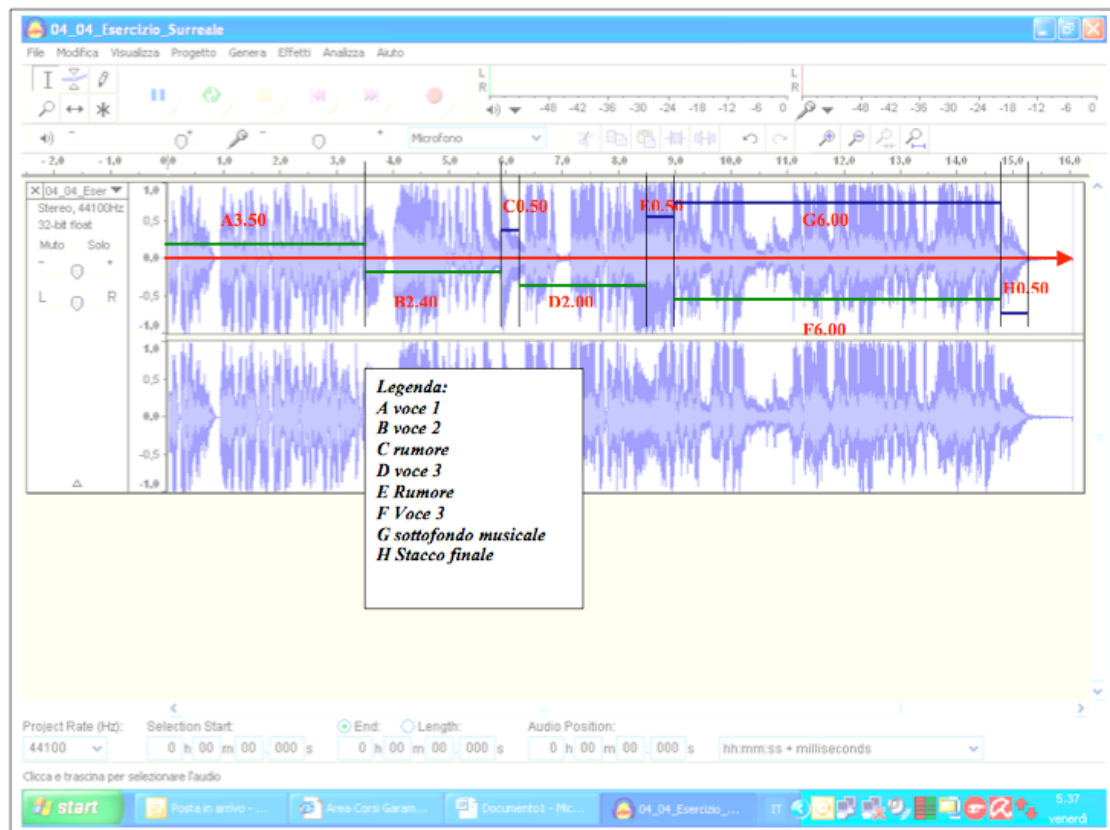 04_04_Esercizio_Surreale
File Modifica Visualizza Progetto Genera Effetti Analizza Aiuto
L
R
-48 -42 -36 -30 -24 -18 -12 -6 0
L
R
-48 -42 -36 -30 -24 -18 -12 -6 0
Microfono
- 2,0 - 1,0 0,0 1,0 2,0 3,0 4,0 5,0 6,0 7,0 8,0 9,0 10,0 11,0 12,0 13,0 14,0 15,0 16,0
04_04_Eser
Stereo, 44100Hz
32-bit float
Muto Solo
- +
L R
1,0
0,5
0,0
-0,5
-1,0
A3.50
B2.40
C0.50
D2.00
E0.50
G6.00
F6.00
H0.50
1,0
0,5
0,0
-0,5
-1,0
Legenda:
A voce 1
B voce 2
C rumore
D voce 3
E Rumore
F Voce 3
G sottofondo musicale
H Stacco finale
Project Rate (Hz): Selection Start: End: Length: Audio Position:
44100 0 h 00 m 00 . 000 s 0 h 00 m 00 . 000 s 0 h 00 m 00 . 000 s hh:mm:ss + milliseconds
Clicca e trascina per selezionare l'audio
start Posta in arrivo - ... Area Corsi Garam... Documento1 - Mic... 04_04_Esercizio_... IT 5.37
venerdì